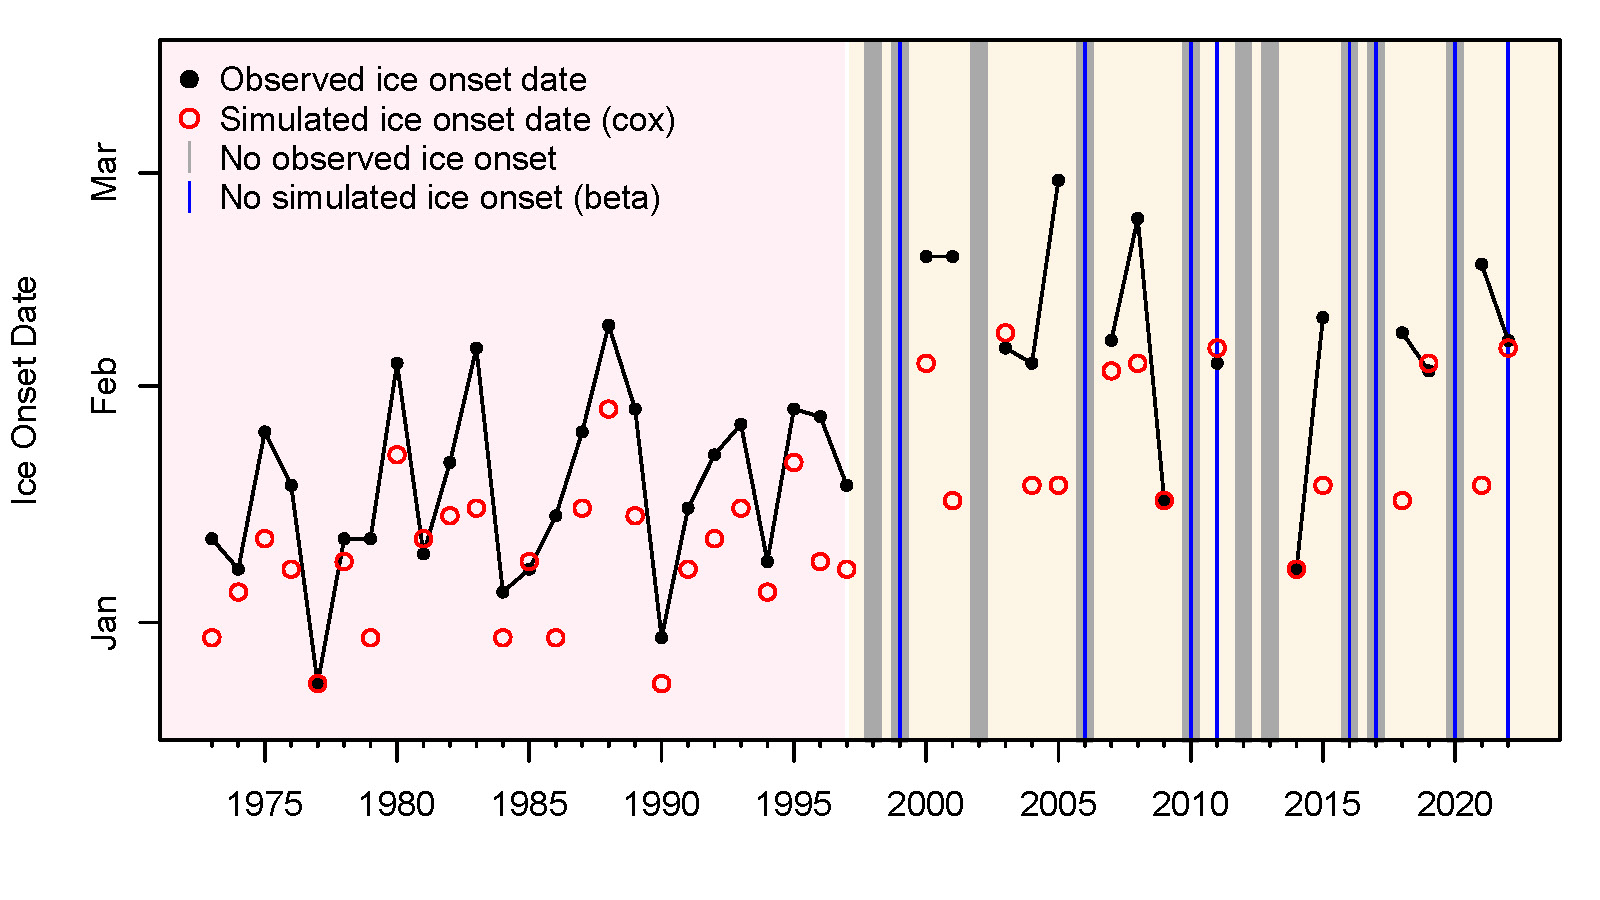 Observed ice onset date
Simulated ice onset date (cox)
No observed ice onset
No simulated ice onset (beta)
Ice Onset Date
Mar
Feb
Jan
1975 1980 1985 1990 1995 2000 2005 2010 2015 2020